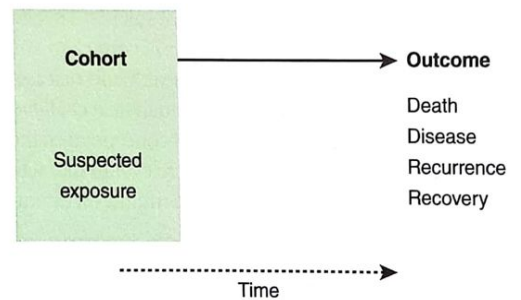 Cohort
Suspected
exposure
Outcome
Death
Disease
Recurrence
Recovery
Time